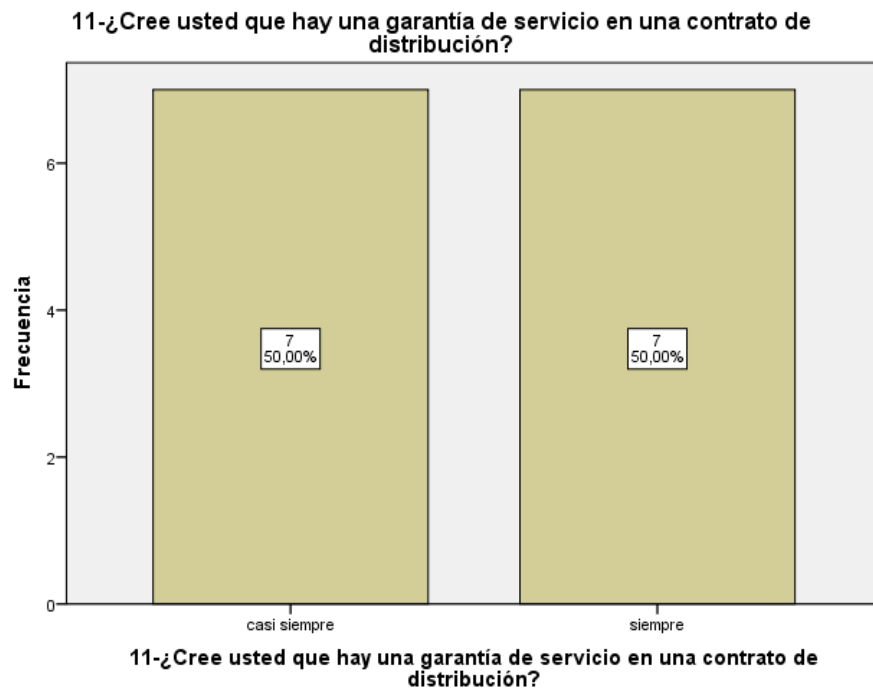 11-¿Cree usted que hay una garantía de servicio en una contrato de
distribución?
Frecuencia
6
4
2
0
7
50,00%
7
50,00%
casi siempre
siempre
11-¿Cree usted que hay una garantía de servicio en una contrato de
distribución?